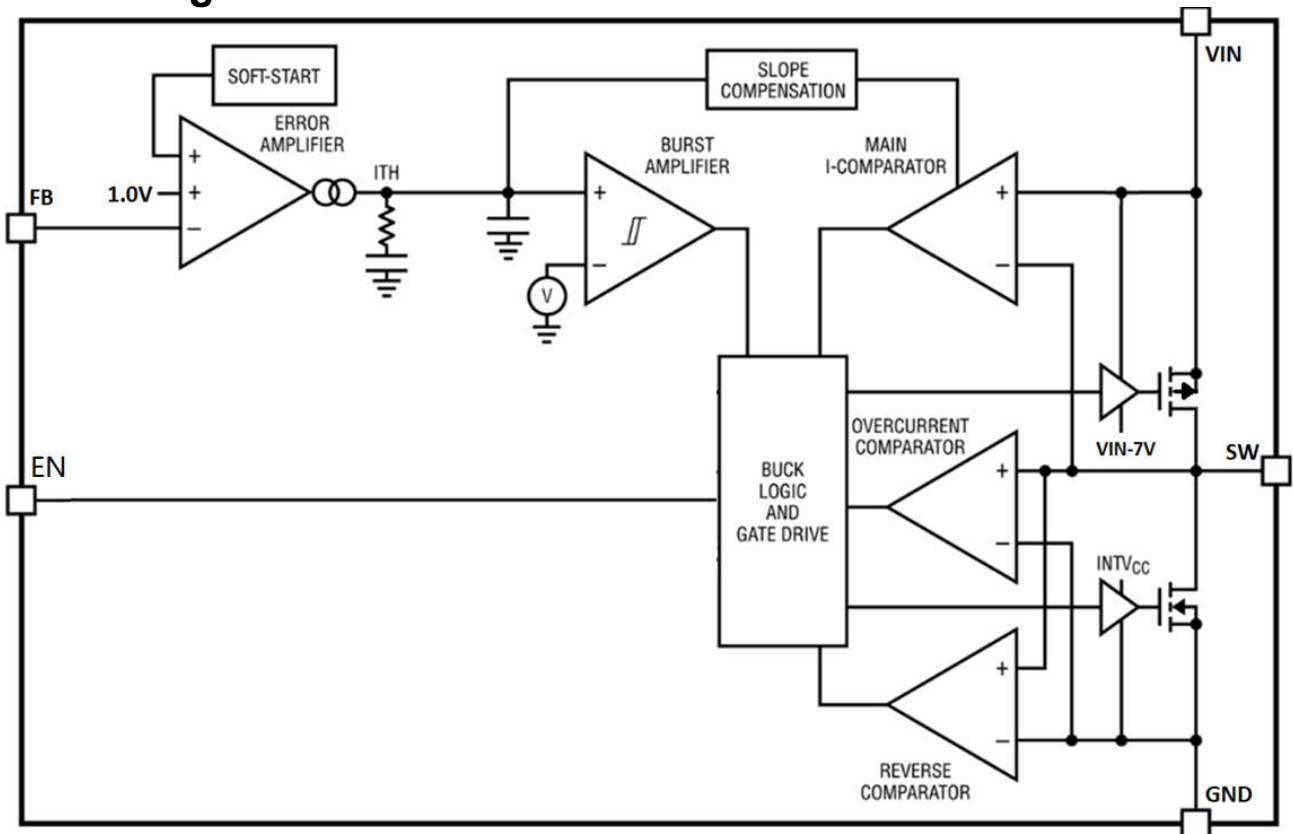 VIN
SOFT-START
SLOPE
COMPENSATION
ERROR
AMPLIFIER
BURST
AMPLIFIER
MAIN
I-COMPARATOR
ITH
+
1.0V
+
FB
−
+
−
V
+
−
OVERCURRENT
COMPARATOR
VIN-7V
SW
EN
BUCK
LOGIC
AND
GATE DRIVE
+
−
INTVCC
+
−
REVERSE
COMPARATOR
GND